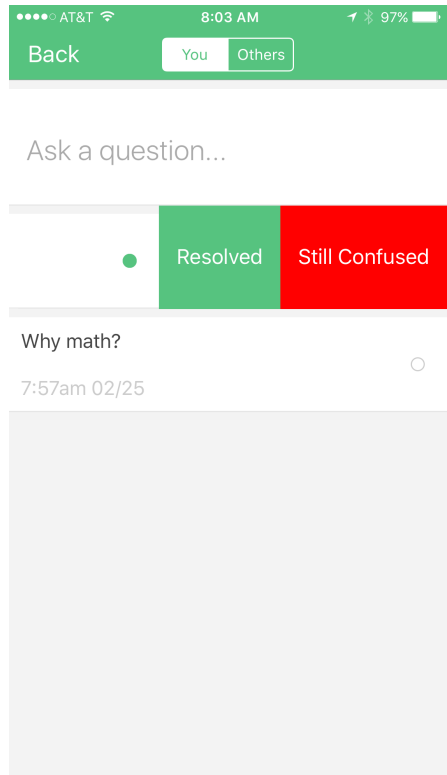 AT&T 8:03 AM 97%
Back You Others
Ask a question...
Resolved Still Confused
Why math?
7:57am 02/25